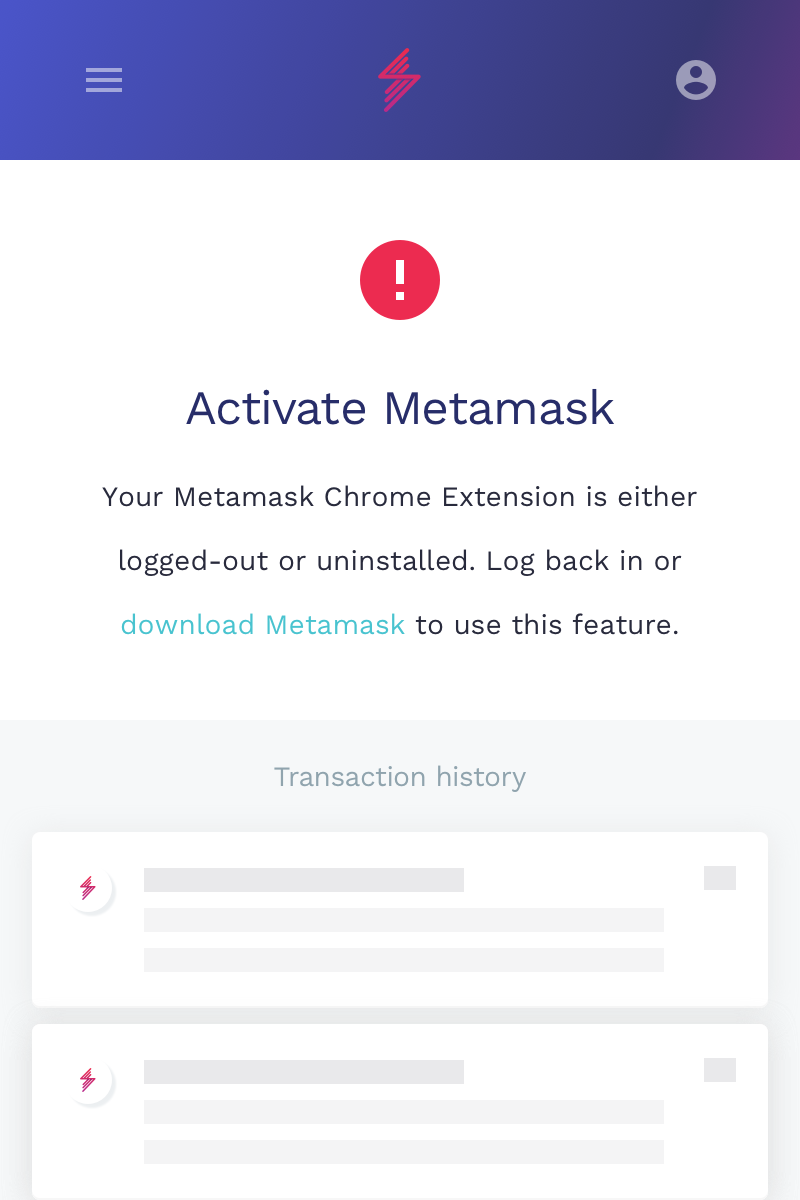 Activate Metamask
Your Metamask Chrome Extension is either
logged-out or uninstalled. Log back in or
download Metamask to use this feature.
Transaction history